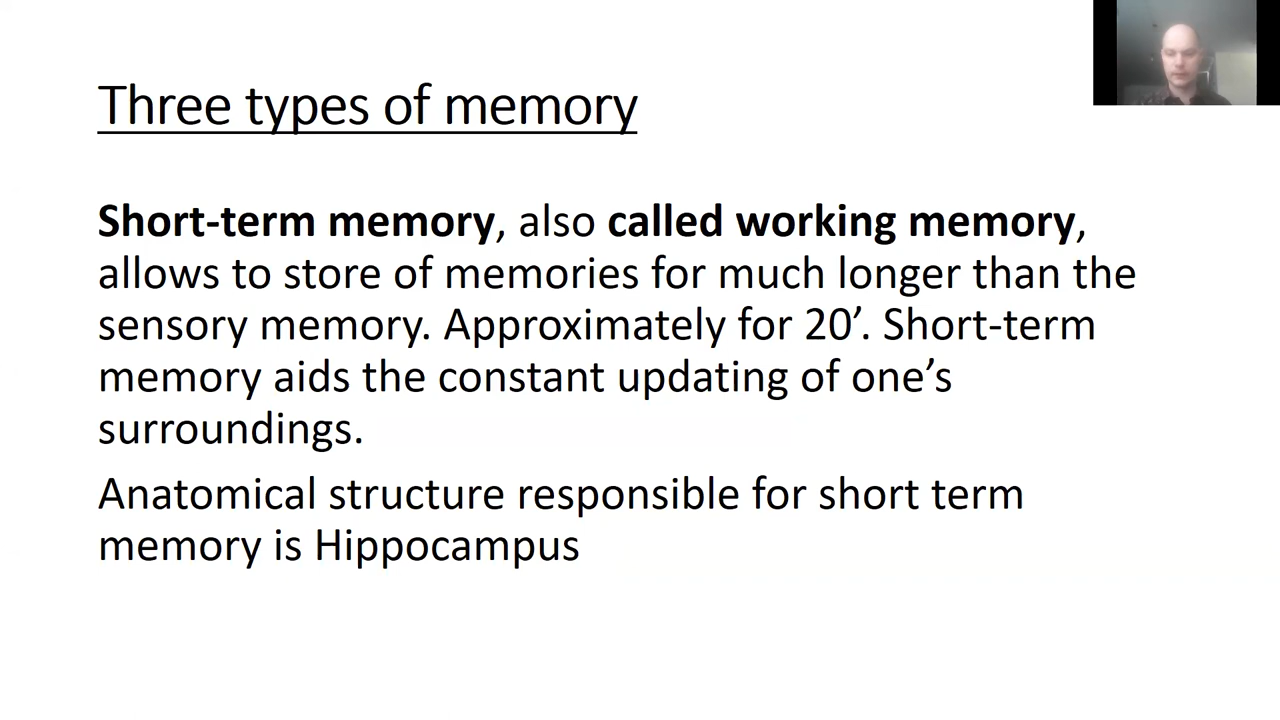 Three types of memory
Short-term memory, also called working memory,
allows to store of memories for much longer than the
sensory memory. Approximately for 20’. Short-term
memory aids the constant updating of one’s
surroundings.
Anatomical structure responsible for short term
memory is Hippocampus